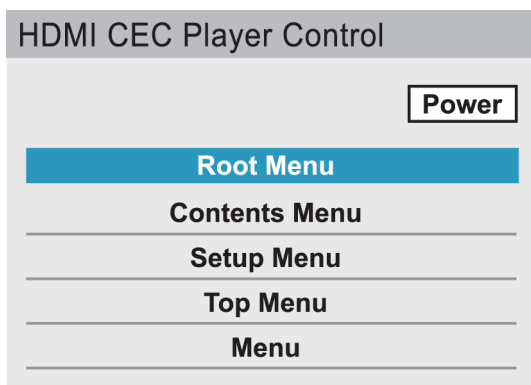 HDMI CEC Player Control
Power
Root Menu
Contents Menu
Setup Menu
Top Menu
Menu